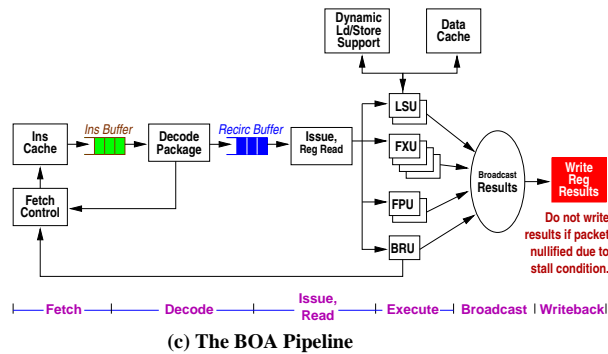 Dynamic
Ld/Store
Support
Data
Cache
LSU
Ins
Cache
Ins Buffer
Decode
Package
Recirc Buffer
Issue,
Reg Read
FXU
Broadcast
Results
Write
Reg
Results
Fetch
Control
FPU
BRU
Do not write
results if packet
nullified due to
stall condition.
Fetch
Decode
Issue,
Read
Execute
Broadcast
Writeback
(c) The BOA Pipeline